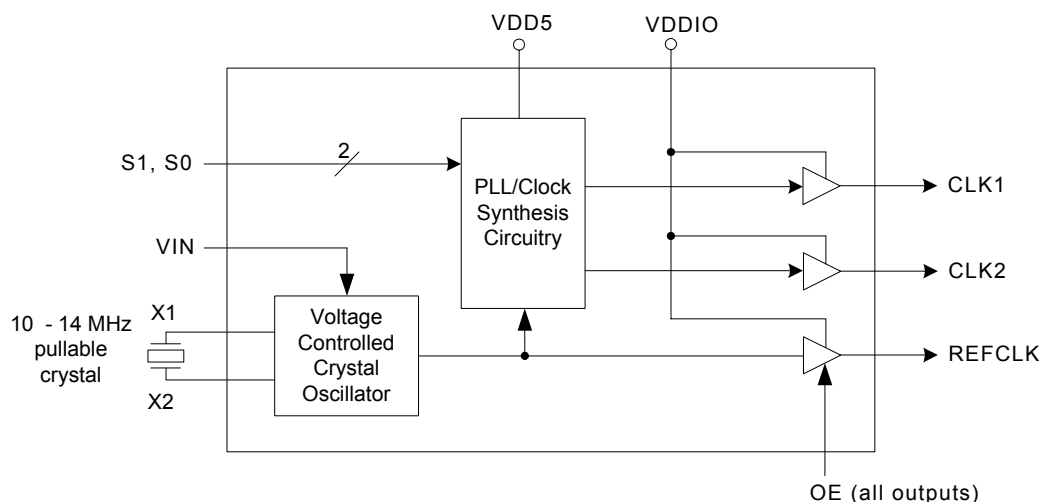 VDD5
VDDIO
S1, S0
2
PLL/Clock
Synthesis
Circuitry
CLK1
VIN
CLK2
10 - 14 MHz
pullable
crystal
X1
X2
Voltage
Controlled
Crystal
Oscillator
REFCLK
OE (all outputs)